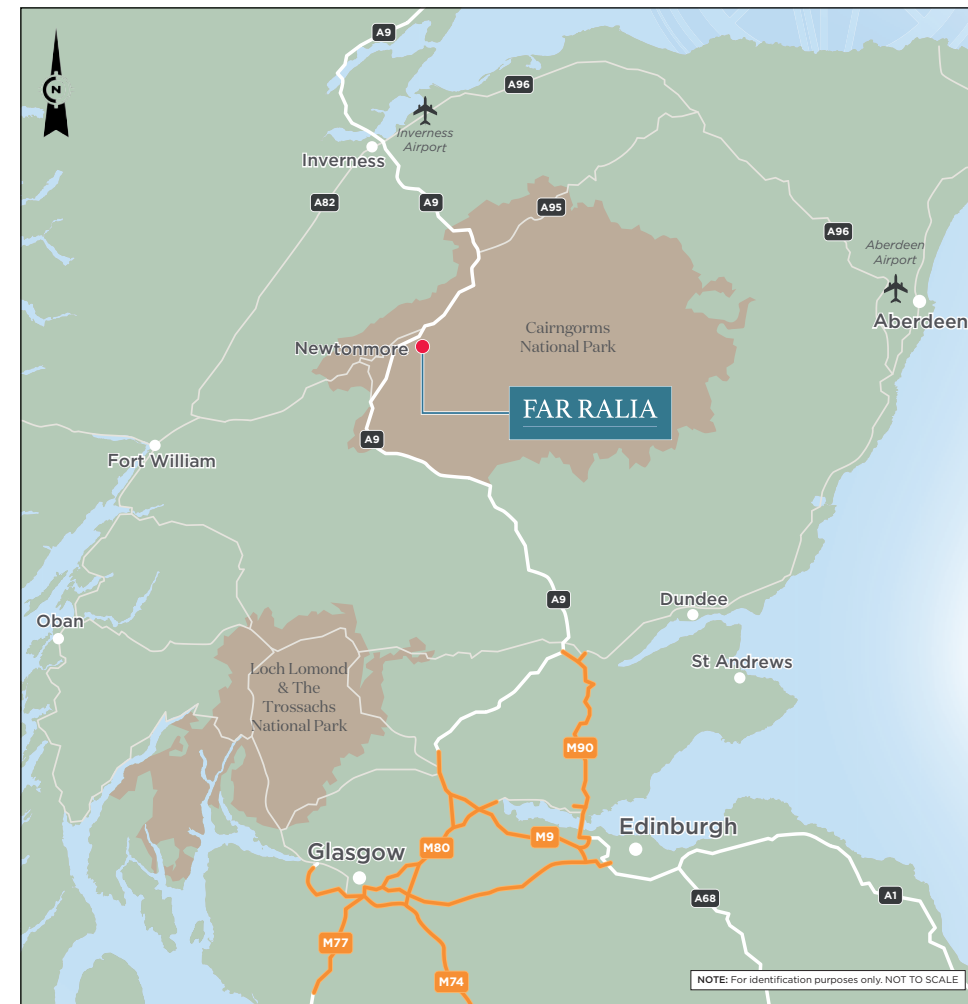 A9
A96
N
Inverness
Airport
Inverness
A82
A9
A95
A96
Aberdeen
Airport
Aberdeen
Cairngorms
National Park
Newtonmore
FAR RALIA
A9
Fort William
A9
Dundee
Oban
St Andrews
Loch Lomond
& The
Trossachs
National Park
M90
Edinburgh
M9
M80
Glasgow
A68
A1
M77
M74
NOTE: For identification purposes only. NOT TO SCALE